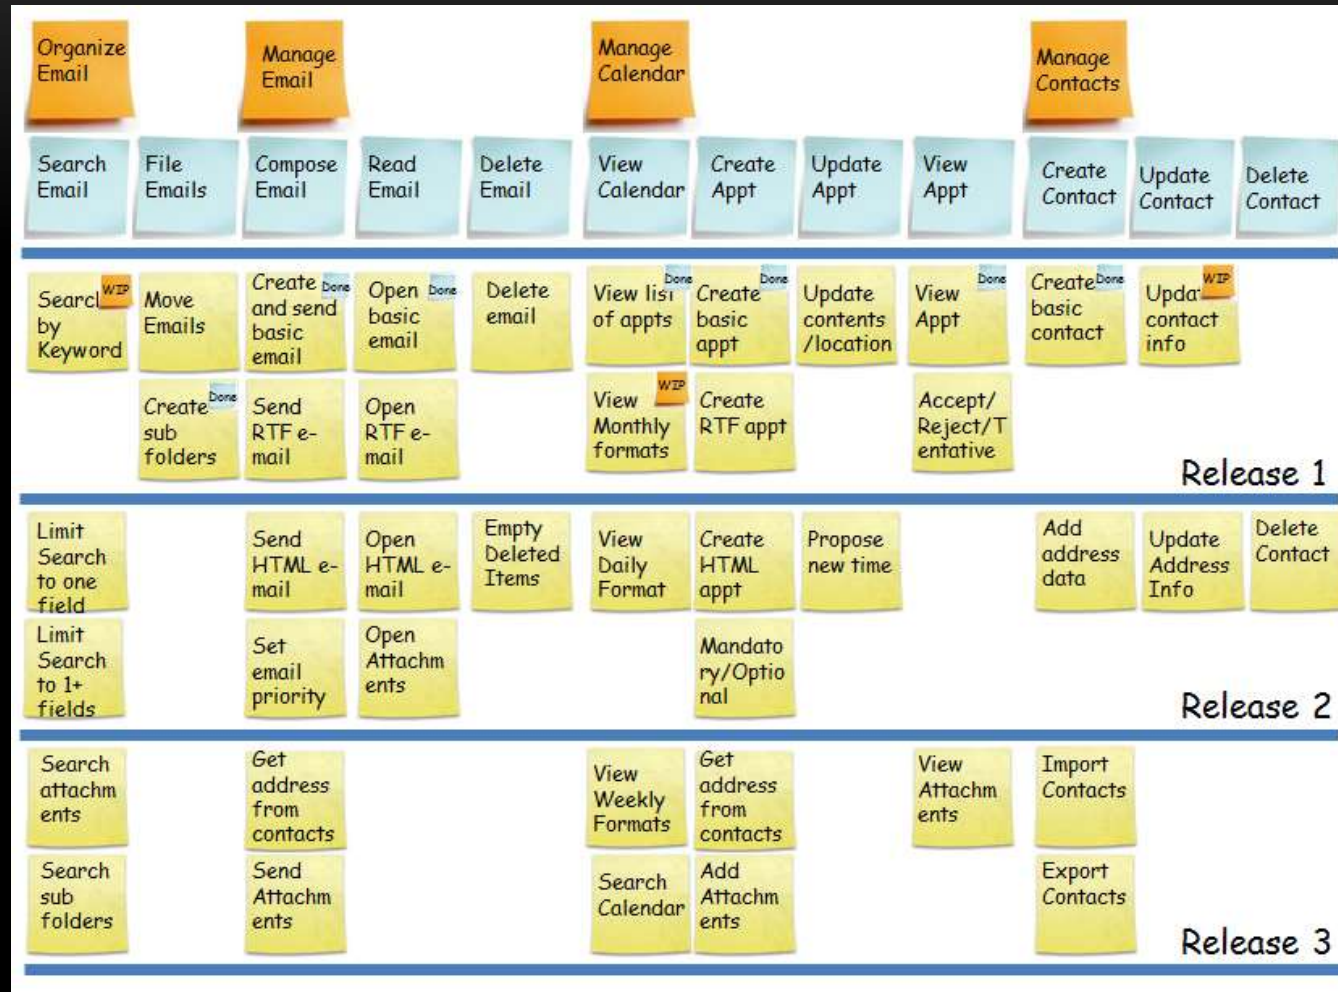 Organize
Email
Manage
Email
Manage
Calendar
Manage
Contacts
Search
Email
File
Emails
Compose
Email
Read
Email
Delete
Email
View
Calendar
Create
Appt
Update
Appt
View
Appt
Create
Contact
Update
Contact
Delete
Contact
Searc
WIP
by
Keyword
Move
Emails
Create
Done
and send
basic
email
Open
Done
basic
email
Delete
email
View list
Done
of appts
Create
Done
basic
appt
Update
contents
/location
View
Done
Appt
Create
Done
basic
contact
Updat
WIP
contact
info
Create
Done
sub
folders
Send
RTF e-
mail
Open
RTF e-
mail
View
WIP
Monthly
formats
Create
RTF appt
Accept/
Reject/T
entative
Release 1
Limit
Search
to one
field
Send
HTML e-
mail
Open
HTML e-
mail
Empty
Deleted
Items
View
Daily
Format
Create
HTML
appt
Propose
new time
Add
address
data
Update
Address
Info
Delete
Contact
Limit
Search
to 1+
fields
Set
email
priority
Open
Attachm
ents
Mandato
ry/Optio
nal
Release 2
Search
attachm
ents
Get
address
from
contacts
View
Weekly
Formats
Get
address
from
contacts
View
Attachm
ents
Import
Contacts
Search
sub
folders
Send
Attachm
ents
Search
Calendar
Add
Attachm
ents
Export
Contacts
Release 3